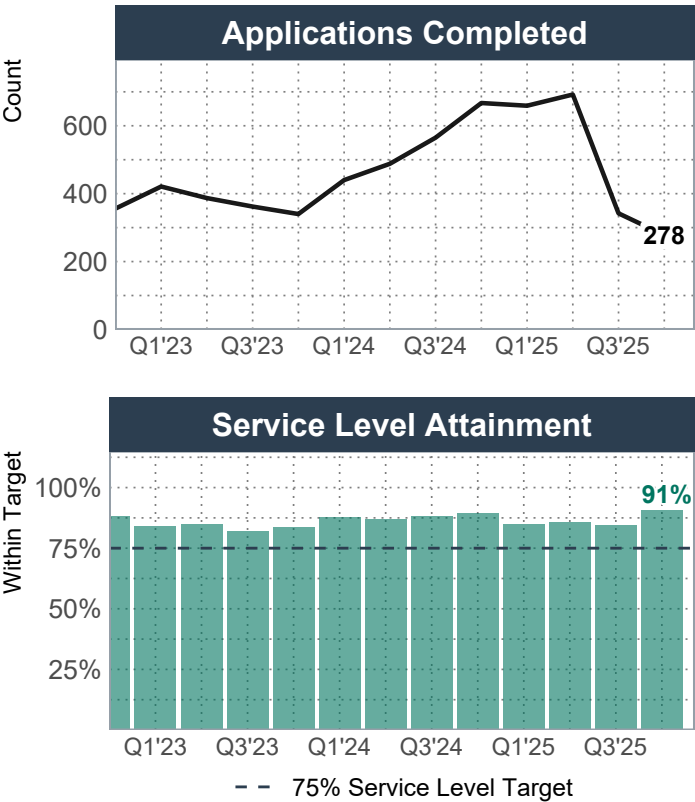 Applications Completed
Count
600
400
200
0
278
Q1'23 Q3'23 Q1'24 Q3'24 Q1'25 Q3'25
Service Level Attainment
Within Target
100%
75%
50%
25%
91%
Q1'23 Q3'23 Q1'24 Q3'24 Q1'25 Q3'25
75% Service Level Target